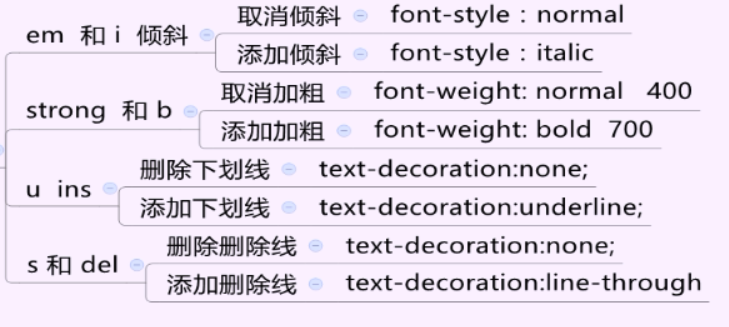 em 和 i 倾斜
取消倾斜 font-style：normal
添加倾斜 font-style：italic
strong 和 b
取消加粗 font-weight: normal 400
添加加粗 font-weight: bold 700
u ins
删除下划线 text-decoration:none;
添加下划线 text-decoration:underline;
s 和 del
删除删除线 text-decoration:none;
添加删除线 text-decoration:line-through